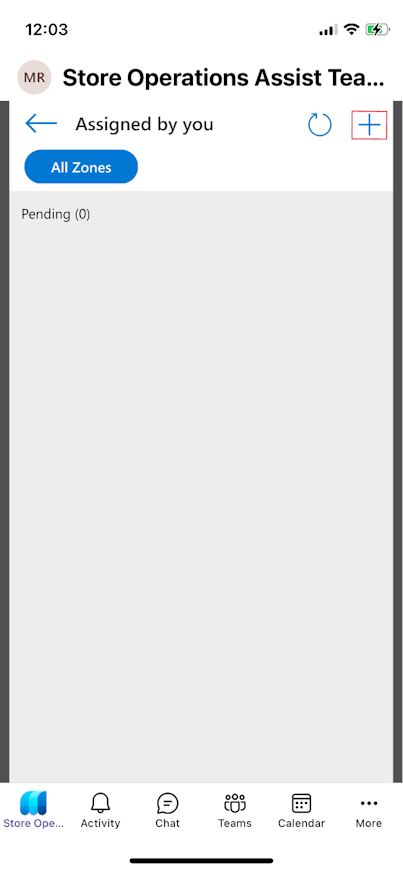 12:03
MR Store Operations Assist Tea...
Assigned by you
All Zones
Pending (0)
Store Ope... Activity Chat Teams Calendar More